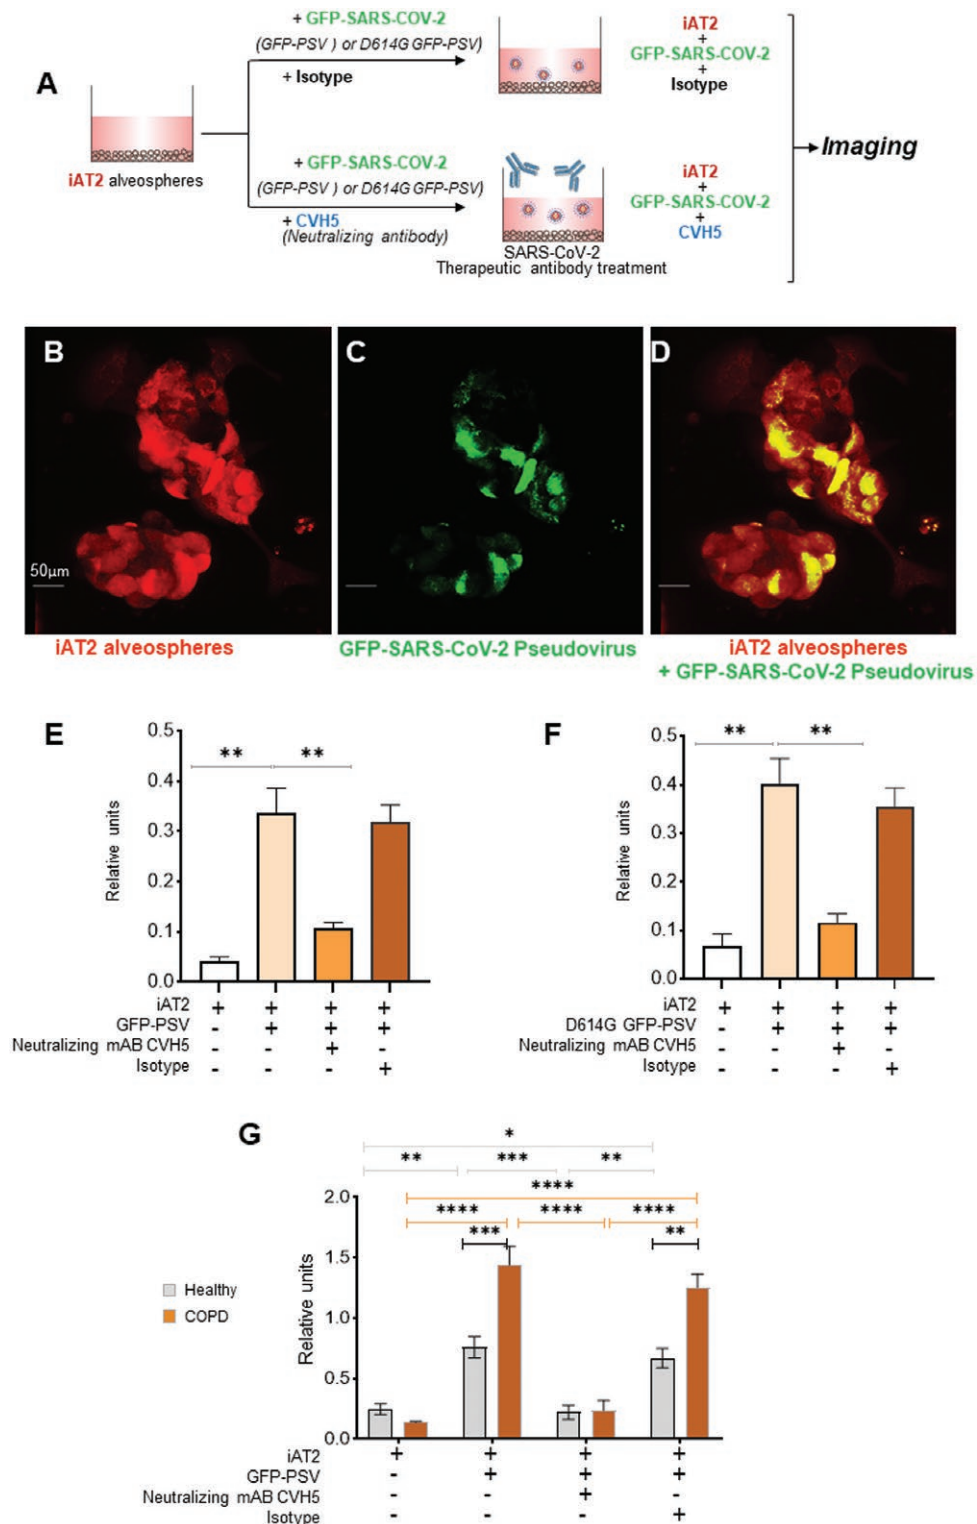 A
+ GFP-SARS-COV-2
(GFP-PSV ) or D614G GFP-PSV)
+ Isotype
iAT2
+
GFP-SARS-COV-2
+
Isotype
iAT2 alveospheres
+ GFP-SARS-COV-2
(GFP-PSV ) or D614G GFP-PSV)
+ CVH5
(Neutralizing antibody)
SARS-CoV-2
Therapeutic antibody treatment
iAT2
+
GFP-SARS-COV-2
+
CVH5
Imaging
B
50µm
iAT2 alveospheres
C
GFP-SARS-CoV-2 Pseudovirus
D
iAT2 alveospheres
+ GFP-SARS-CoV-2 Pseudovirus
E
** **
0.5
0.4
0.3
0.2
0.1
0.0
Relative units
iAT2 + + + +
GFP-PSV - + + +
Neutralizing mAB CVH5 - - + -
Isotype - - - +
F
** **
0.5
0.4
0.3
0.2
0.1
0.0
Relative units
iAT2 + + + +
D614G GFP-PSV - + + +
Neutralizing mAB CVH5 - - + -
Isotype - - - +
G
*
** *** **
****
**** **** ****
*** **
2.0
1.5
1.0
0.5
0.0
Relative units
Healthy
COPD
iAT2 + + + +
GFP-PSV - + + +
Neutralizing mAB CVH5 - - + -
Isotype - - - +